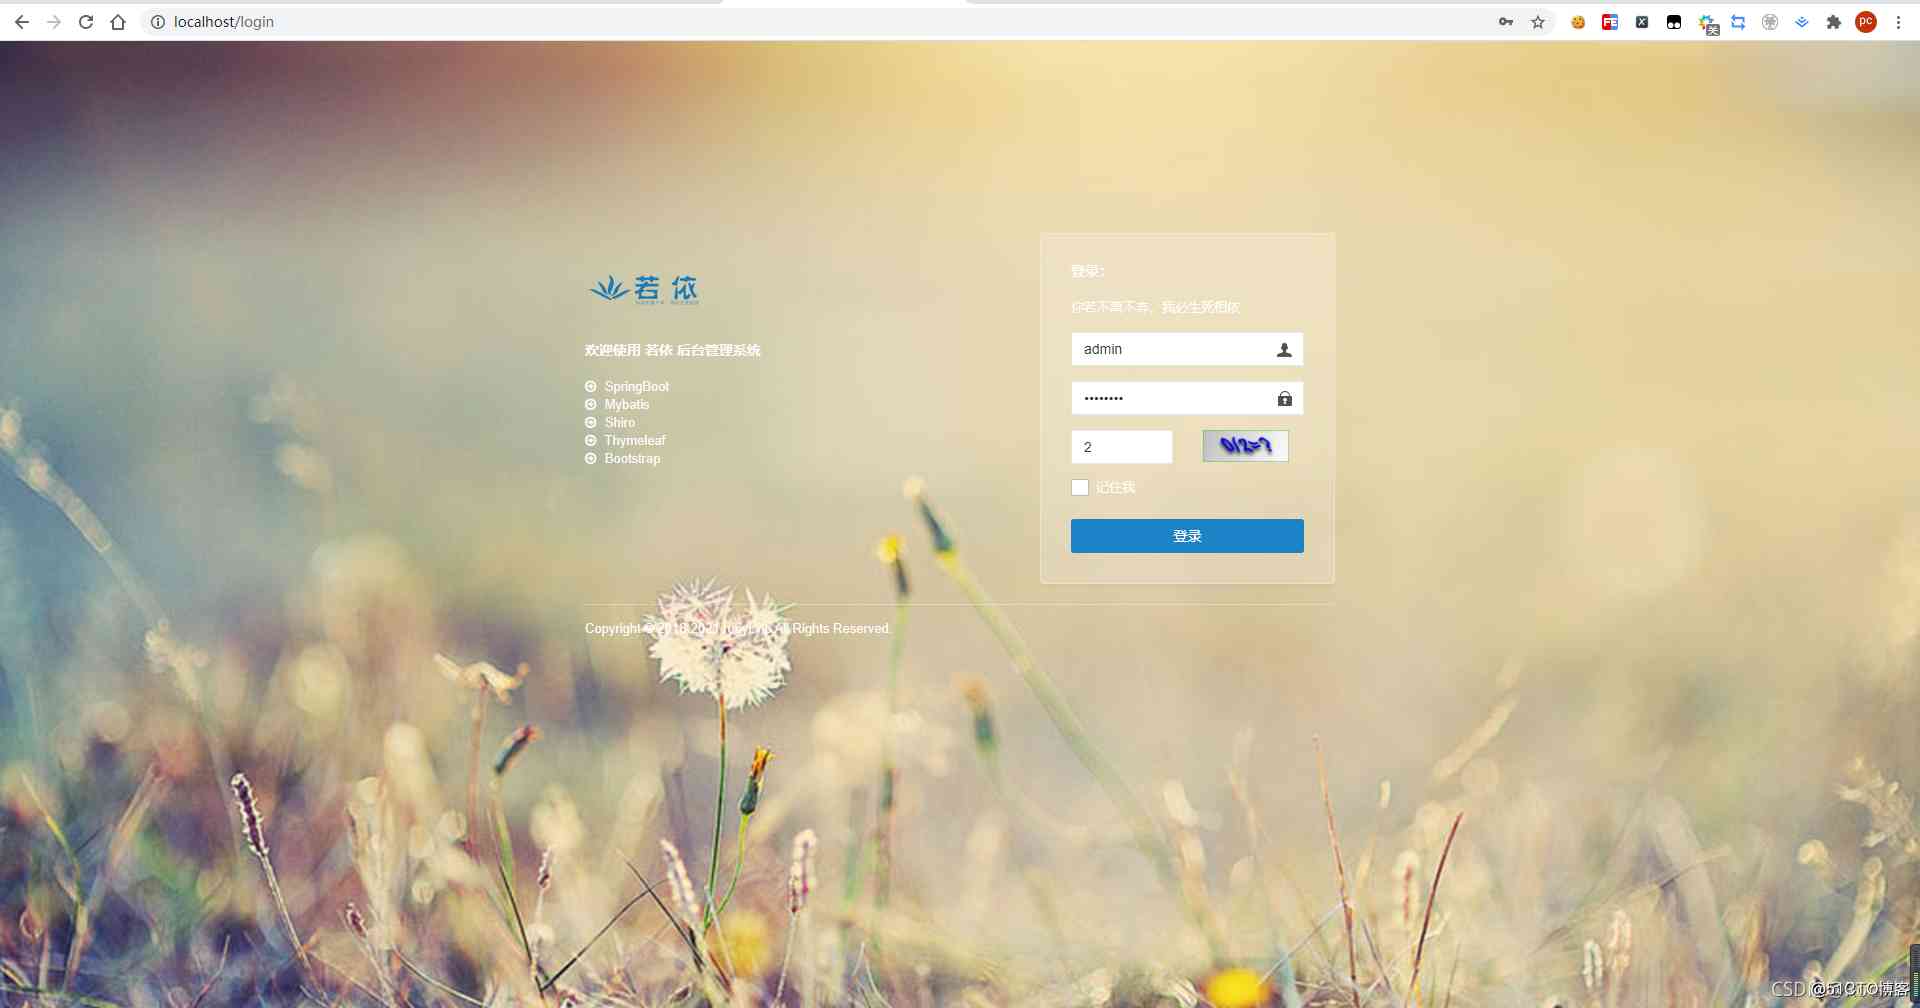 localhost/login
关
pc
若依
登录：
你若不离不弃，我必生死相依
admin
欢迎使用 若依 后台管理系统
SpringBoot
Mybatis
Shiro
Thymeleaf
Bootstrap
2
记住我
登录
Copyright © 2018-2021 ruoyi.vip All Rights Reserved.
@51CTO博客